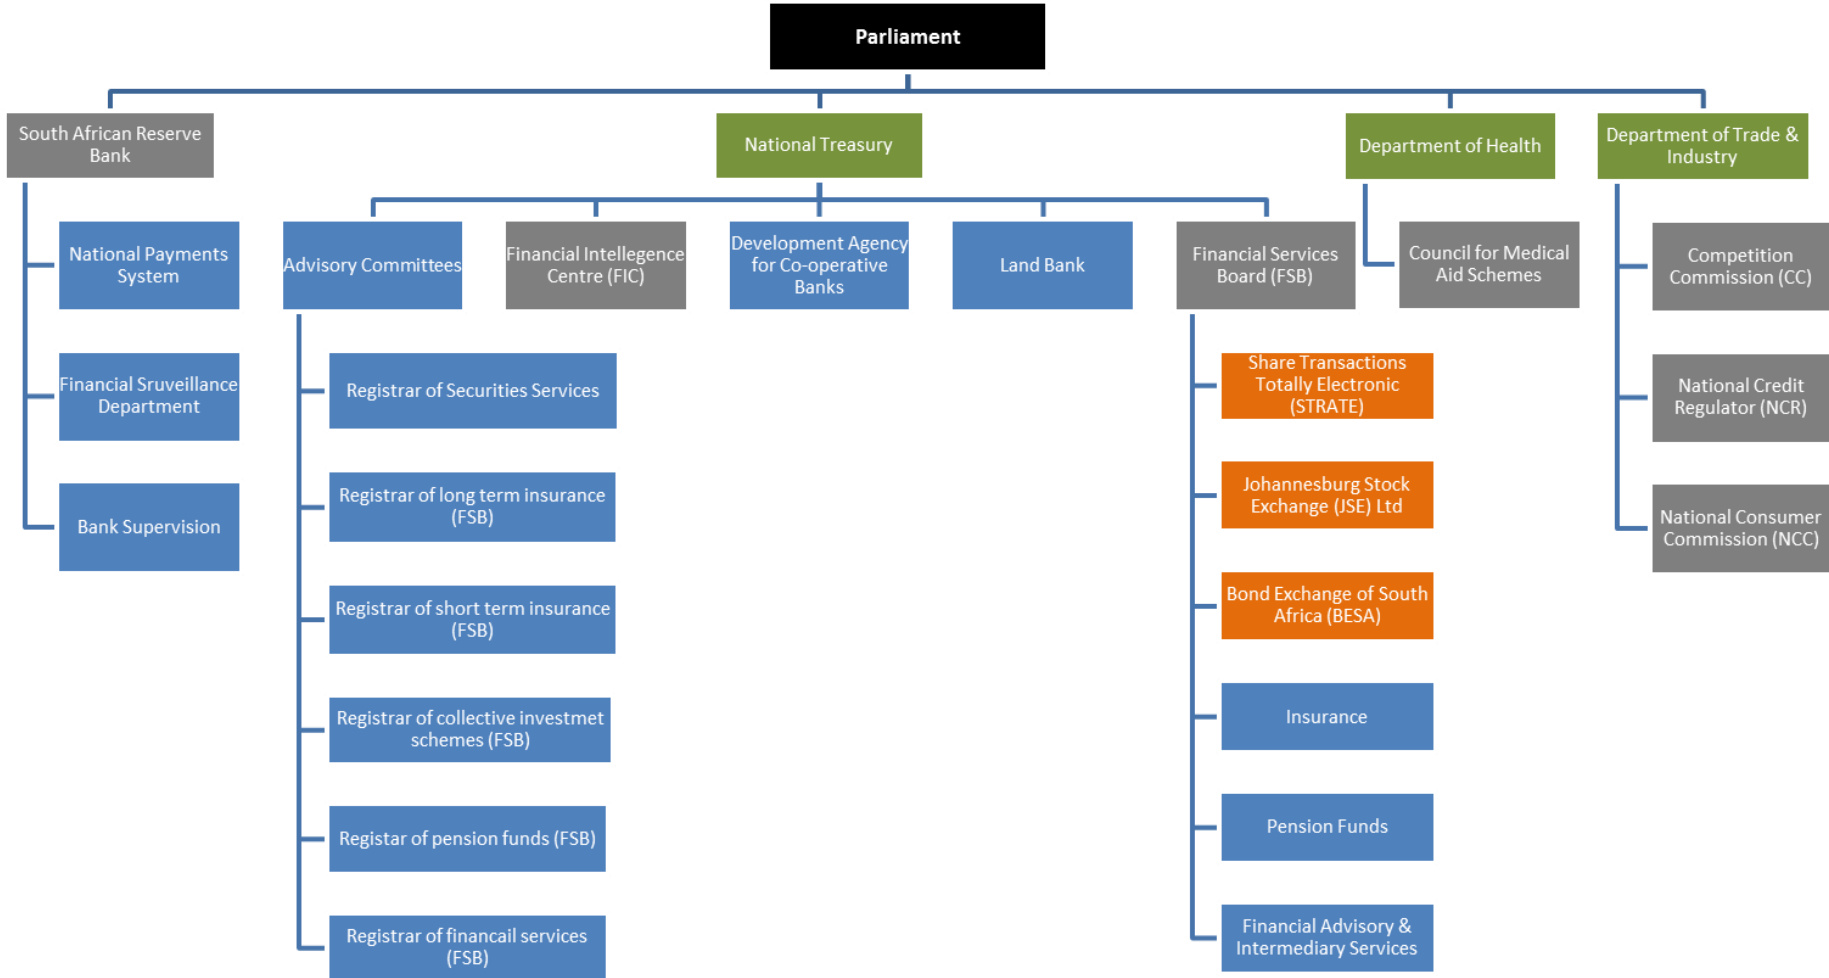 Parliament
South African Reserve
Bank
National Treasury
Department of Health
Department of Trade &
Industry
National Payments
System
Advisory Committees
Financial Intellegence
Centre (FIC)
Development Agency
for Co-operative
Banks
Land Bank
Financial Services
Board (FSB)
Council for Medical
Aid Schemes
Competition
Commission (CC)
Financial Sruveillance
Department
Registrar of Securities Services
Share Transactions
Totally Electronic
(STRATE)
National Credit
Regulator (NCR)
Bank Supervision
Registrar of long term insurance
(FSB)
Johannesburg Stock
Exchange (JSE) Ltd
National Consumer
Commission (NCC)
Registrar of short term insurance
(FSB)
Bond Exchange of South
Africa (BESA)
Registrar of collective investmet
schemes (FSB)
Insurance
Registar of pension funds (FSB)
Pension Funds
Registrar of financail services
(FSB)
Financial Advisory &
Intermediary Services